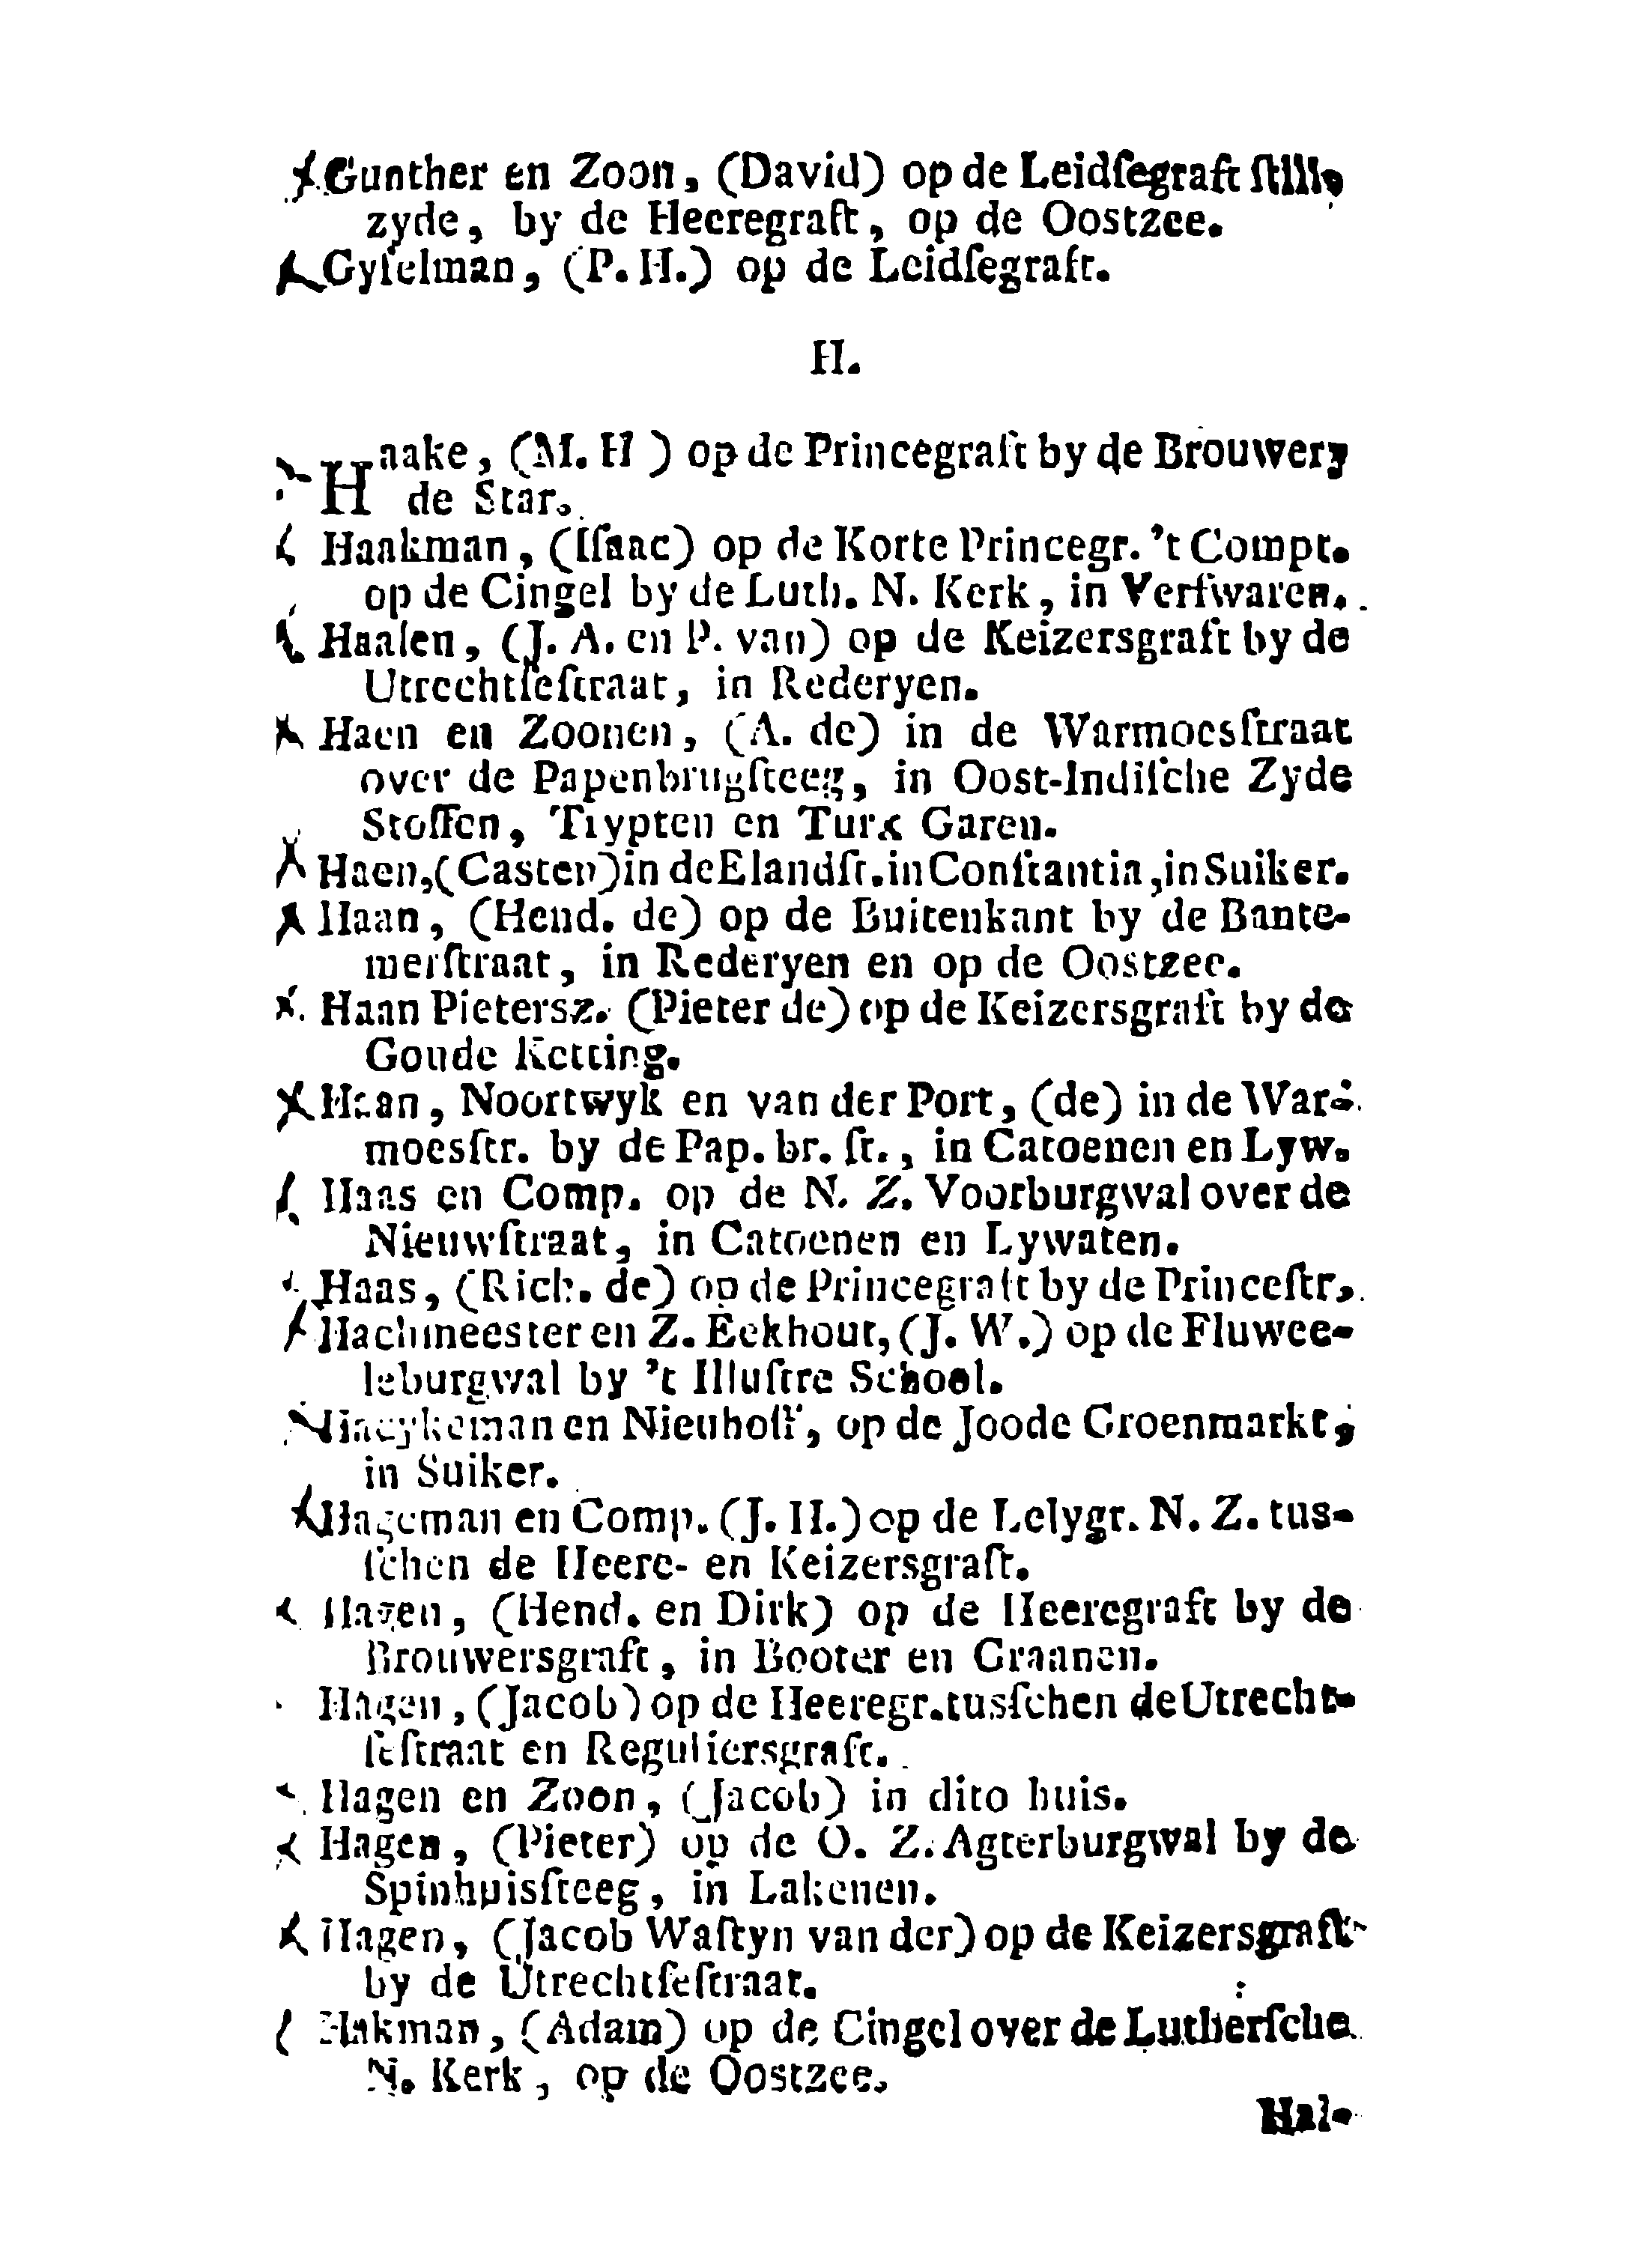 Gunther en Zoon, (David) op de Leidſegraft ſtille
zyde, by de Heeregraft, op de Oostzee.
Gyſelman, (P. H.) op de Leidſegraft.
H.
Haake, (M. H ) op de Princegraft by de Brouwery
de Star.
Haakman, (Iſaac) op de Korte Princegr. 't Compt.
op de Cingel by de Luth. N. Kerk, in Verfwaren.
Haalen, (J. A. en P. van) op de Keizersgraft by de
Utrechtſeſtraat, in Rederyen.
Haen en Zoonen, (A. de) in de Warmoesſtraat
over de Papenbrugſteeg, in Oost-Indiſche Zyde
Stoffen, Trypten en Turx Garen.
Haen, (Casten) in de Elandſt. in Conſtantia, in Suiker.
Haan, (Hend. de) op de Buitenkant by de Bante-
merſtraat, in Rederyen en op de Oostzee.
Haan Pietersz. (Pieter de) op de Keizersgraft by de
Goude Ketting.
Haan, Noortwyk en van der Port, (de) in de War-
moesſtr. by de Pap. br. ſt., in Catoenen en Lyw.
Haas en Comp. op de N. Z. Voorburgwal over de
Nieuwſtraat, in Catoenen en Lywaten.
Haas, (Rich. de) op de Princegraft by de Princeſtr.
Hachmeester en Z. Eekhout, (J. W.) op de Fluwee-
leburgwal by 't Illuſtre School.
en Nieuhoff, op de Joode Groenmarkt,
in Suiker.
Hageman en Comp. (J. H.) op de Lelygr. N. Z. tus-
ſchen de Heere- en Keizersgraft.
Hagen, (Hend. en Dirk) op de Heeregraft by de
Brouwersgraft, in Booter en Graanen.
Hagen, (Jacob) op de Heeregr. tusſchen de Utrecht-
ſeſtraat en Reguliersgraft.
Hagen en Zoon, (Jacob) in dito huis.
Hagen, (Pieter) op de O. Z. Agterburgwal by de
Spinhuisſteeg, in Lakenen.
Hagen, (Jacob Waſtyn van der) op de Keizersgraft
by de Utrechtſeſtraat.
Hakman, (Adam) op de Cingel over de Lutherſche
N. Kerk, op de Oostzee.
Hal-